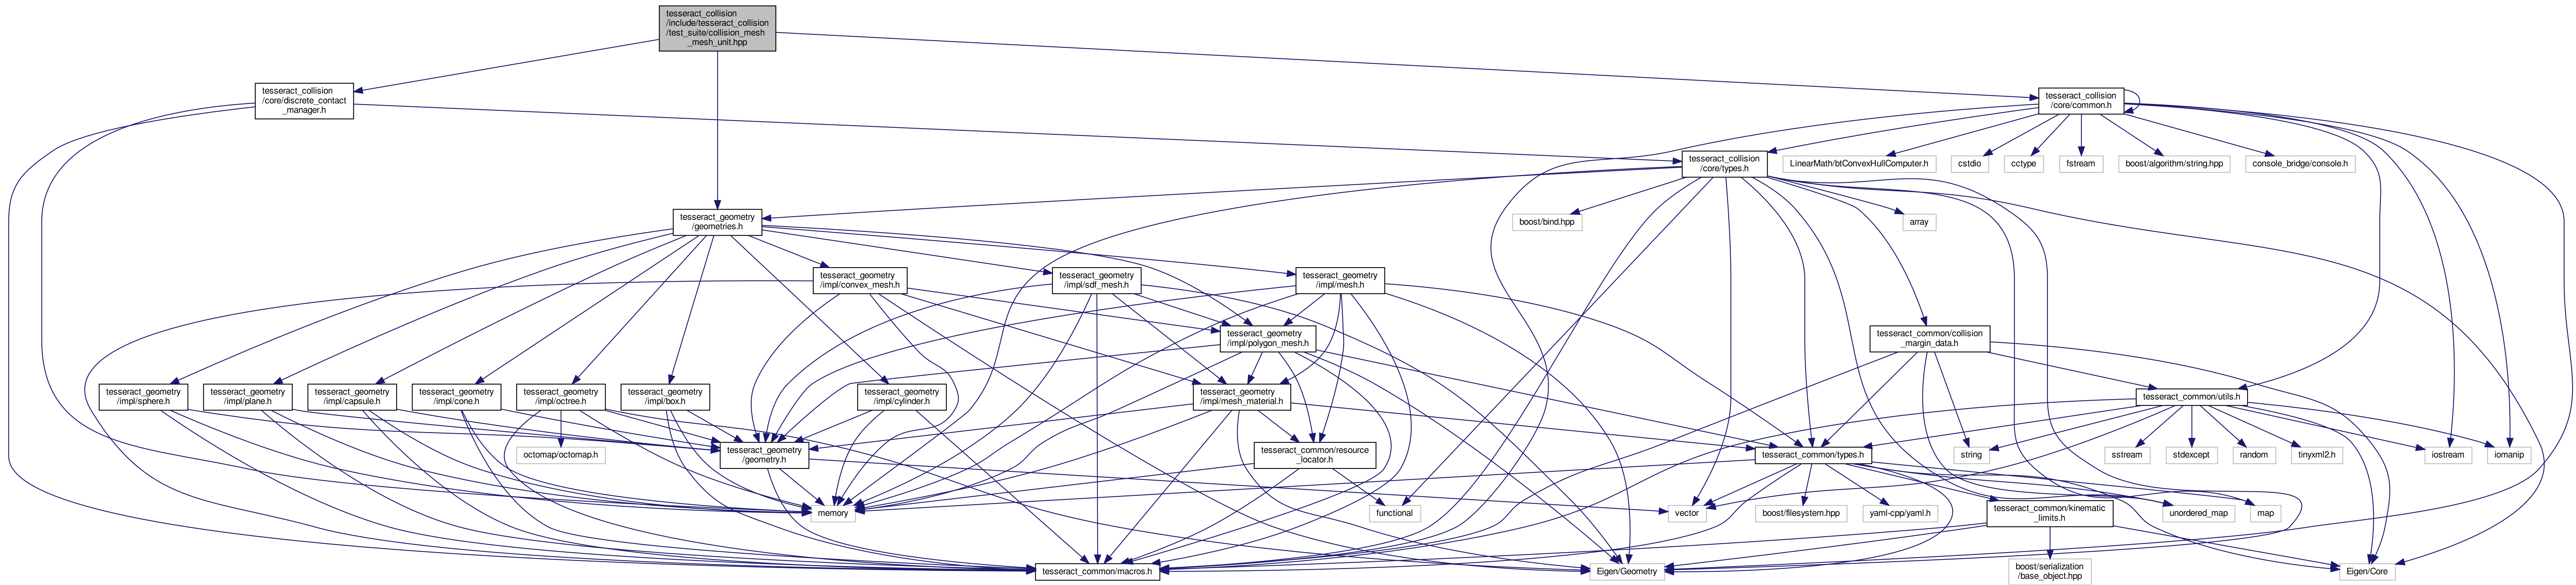 tesseract_collision
/include/tesseract_collision
/test_suite/collision_mesh
_mesh_unit.hpp
tesseract_collision
/core/discrete_contact
_manager.h
tesseract_collision
/core/common.h
tesseract_collision
/core/types.h
LinearMath/btConvexHullComputer.h
cstdio
cctype
fstream
boost/algorithm/string.hpp
console_bridge/console.h
tesseract_geometry
/geometries.h
boost/bind.hpp
array
tesseract_geometry
/impl/convex_mesh.h
tesseract_geometry
/impl/sdf_mesh.h
tesseract_geometry
/impl/mesh.h
tesseract_geometry
/impl/polygon_mesh.h
tesseract_common/collision
_margin_data.h
tesseract_geometry
/impl/sphere.h
tesseract_geometry
/impl/plane.h
tesseract_geometry
/impl/capsule.h
tesseract_geometry
/impl/cone.h
tesseract_geometry
/impl/octree.h
tesseract_geometry
/impl/box.h
tesseract_geometry
/impl/cylinder.h
tesseract_geometry
/impl/mesh_material.h
tesseract_common/utils.h
octomap/octomap.h
tesseract_geometry
/geometry.h
tesseract_common/resource
_locator.h
tesseract_common/types.h
string
sstream
stdexcept
random
tinyxml2.h
iostream
iomanip
memory
functional
vector
boost/filesystem.hpp
yaml-cpp/yaml.h
tesseract_common/kinematic
_limits.h
unordered_map
map
tesseract_common/macros.h
Eigen/Geometry
boost/serialization
/base_object.hpp
Eigen/Core